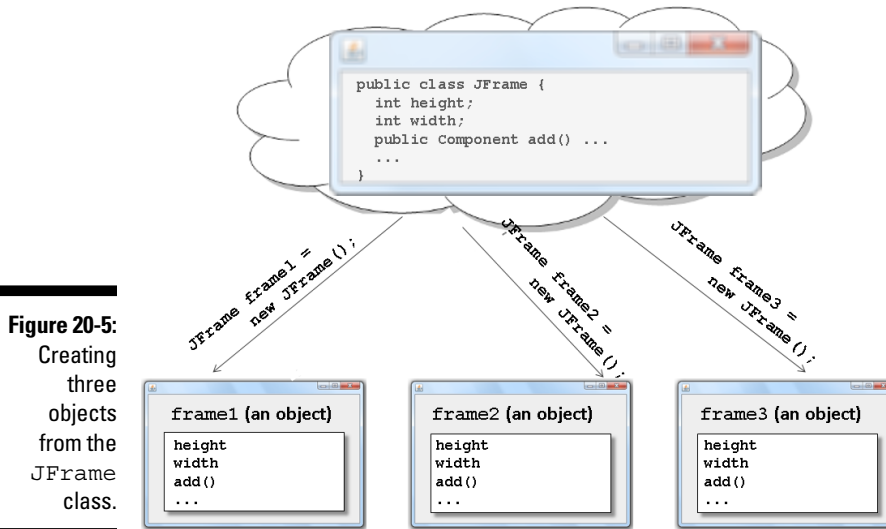 public class JFrame {
int height;
int width;
public Component add() ...
...
}
JFrame frame1 =
new JFrame();
JFrame frame2 =
new JFrame();
JFrame frame3 =
new JFrame();
Figure 20-5:
Creating
three
objects
from the
JFrame
class.
frame1 (an object)
height
width
add()
...
frame2 (an object)
height
width
add()
...
frame3 (an object)
height
width
add()
...